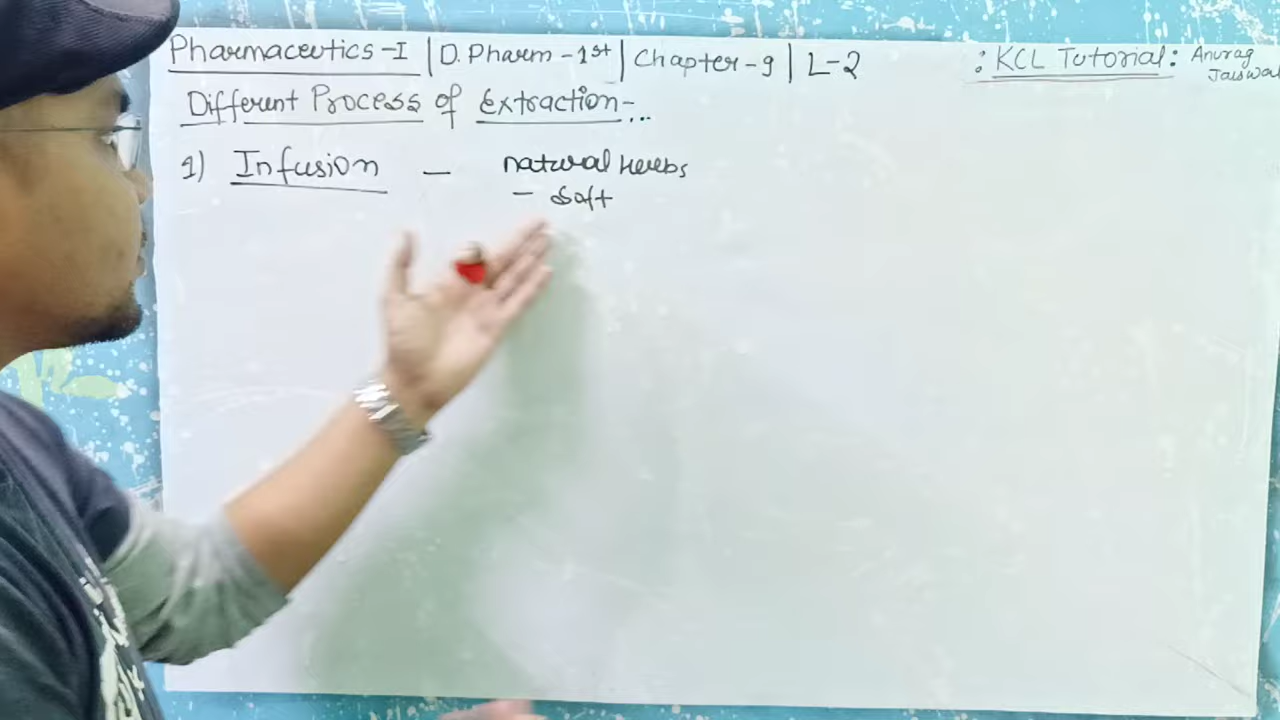 Pharmaceutics-I | D. Pharm -1st | Chapter-9 | L-2
: KCL Tutorial: Anurag
Jaiswal
Different Process of Extraction-...
1) Infusion - natural herbs
- Soft